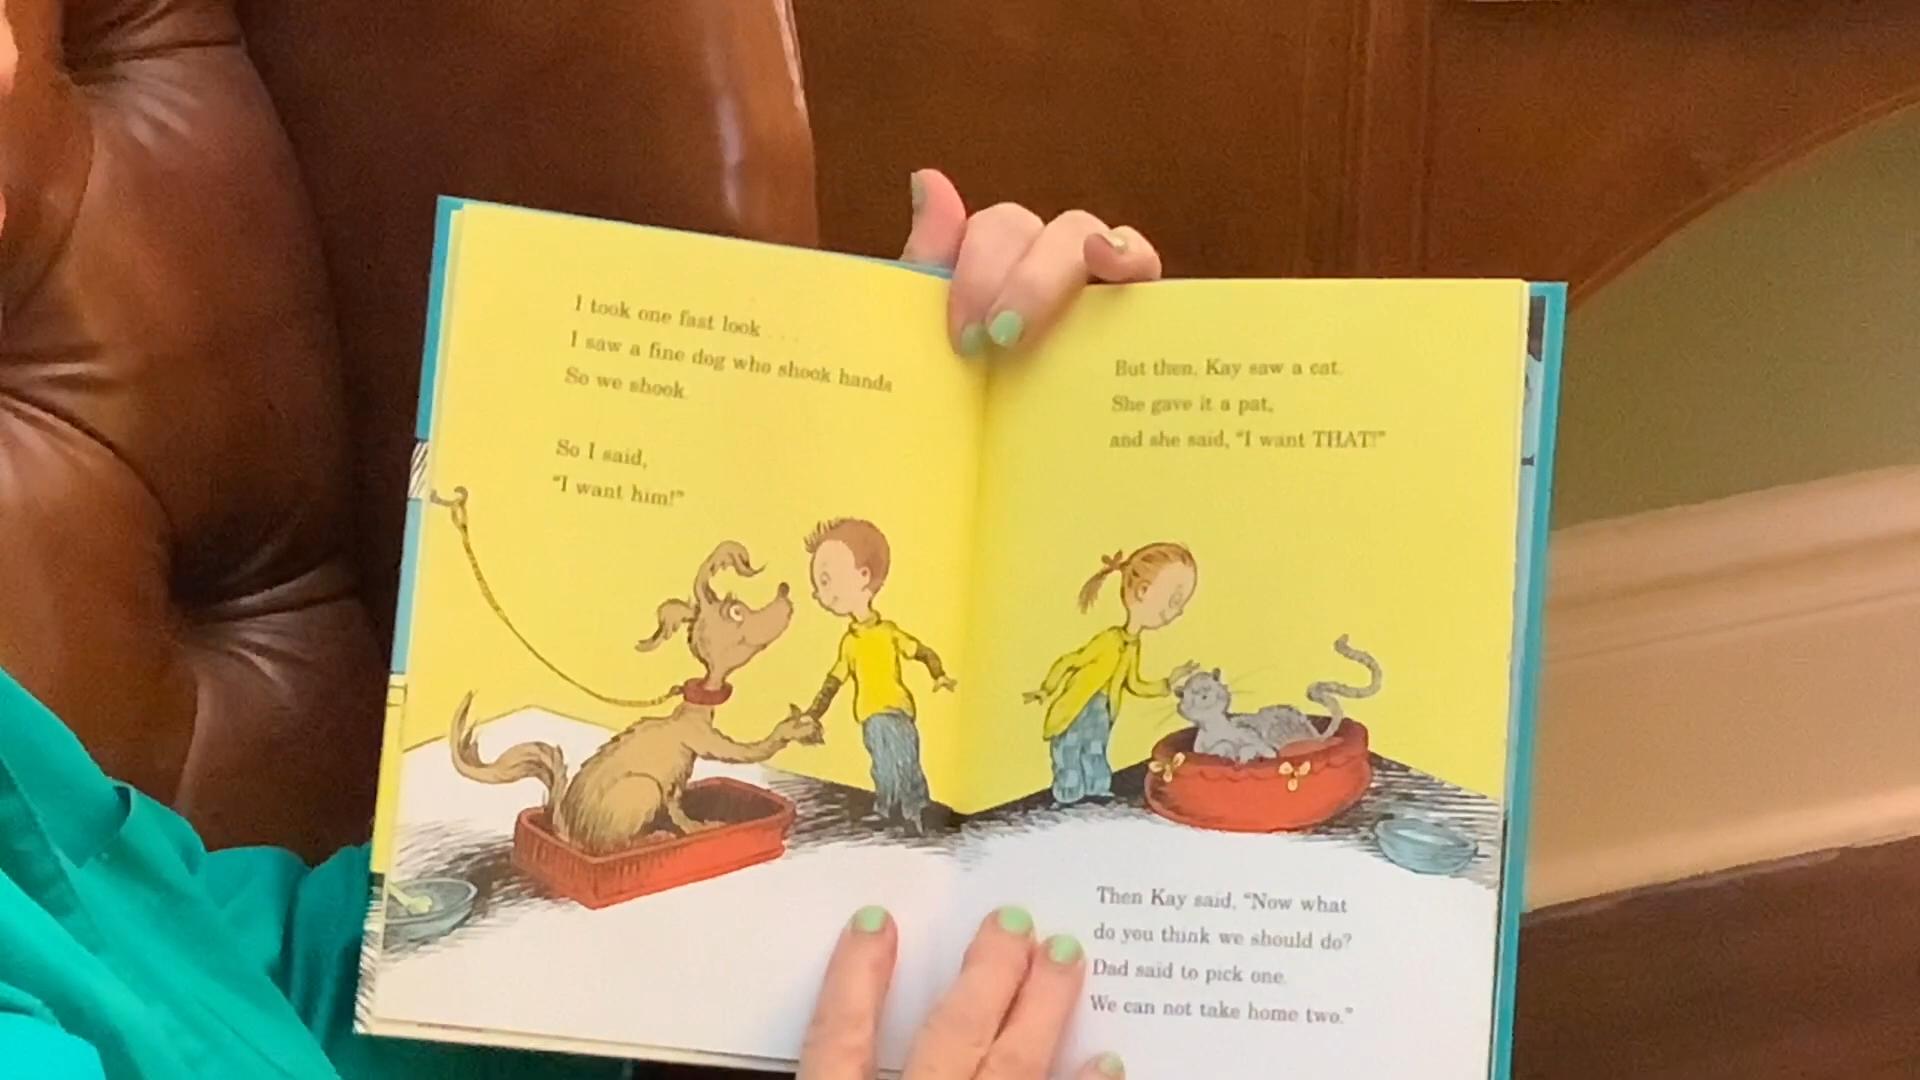 I took one fast look . . .
I saw a fine dog who shook hands
So we shook.
So I said,
"I want him!"
But then, Kay saw a cat.
She gave it a pat,
and she said, "I want THAT!"
Then Kay said, "Now what
do you think we should do?
Dad said to pick one.
We can not take home two."